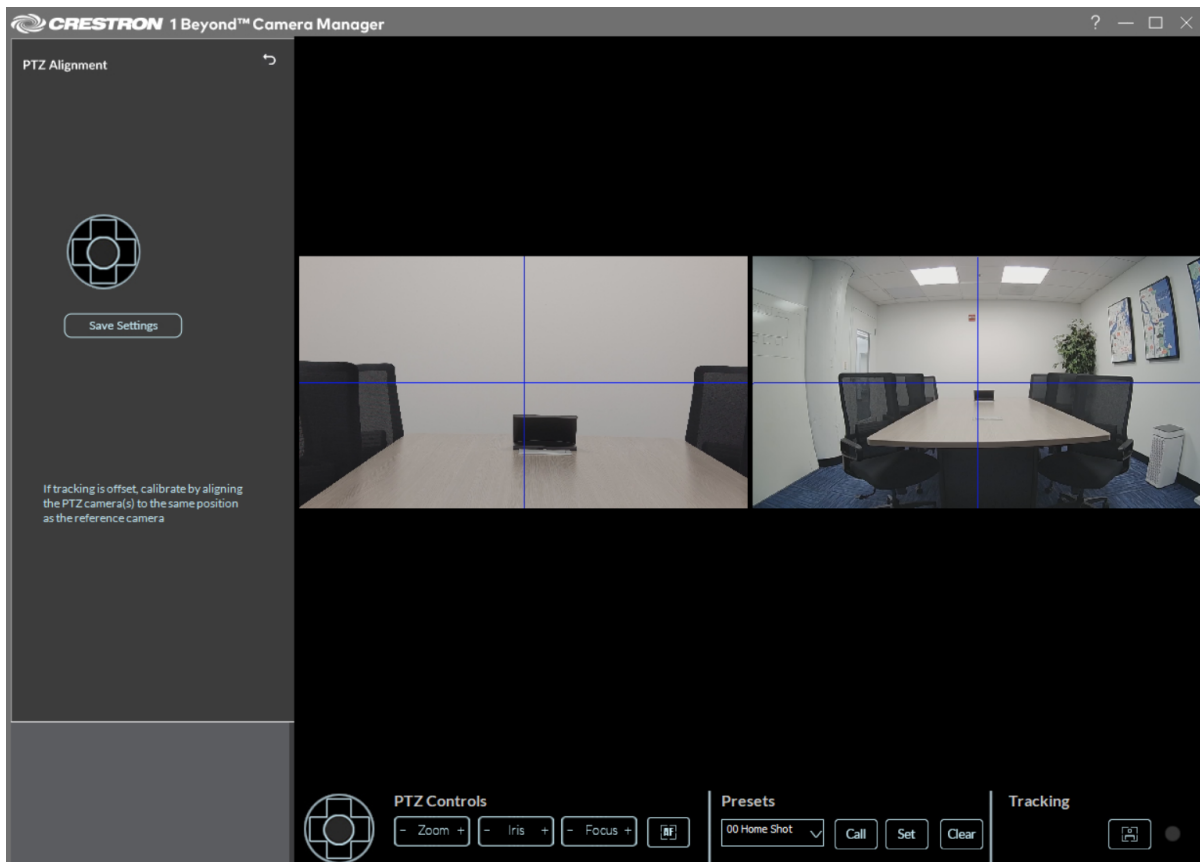 CRESTRON 1 Beyond™ Camera Manager
?
PTZ Alignment
Save Settings
If tracking is offset, calibrate by aligning
the PTZ camera(s) to the same position
as the reference camera
PTZ Controls
- Zoom +
- Iris +
- Focus +
AF
Presets
00 Home Shot
Call
Set
Clear
Tracking